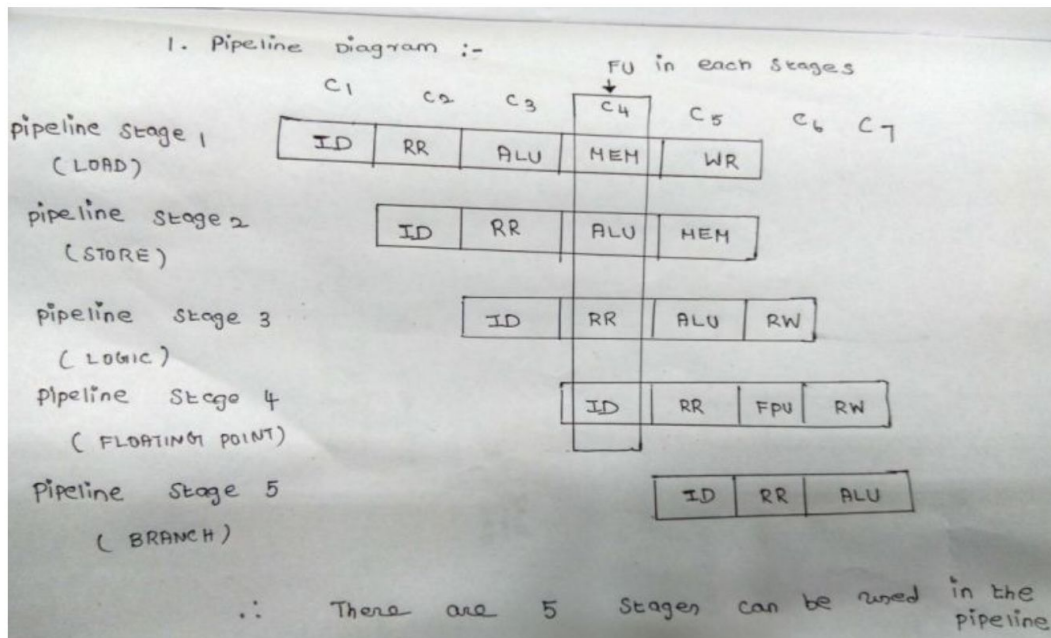 1. Pipeline Diagram :-
FU in each stages
C1 C2 C3 C4 C5 C6 C7
pipeline stage 1
ID RR ALU MEM WR
(LOAD)
pipeline stage 2
ID RR ALU MEM
(STORE)
pipeline stage 3
ID RR ALU RW
(LOGIC)
pipeline stage 4
ID RR FPU RW
(FLOATING POINT)
Pipeline stage 5
ID RR ALU
(BRANCH)
∴ There are 5 stages can be used in the
pipeline